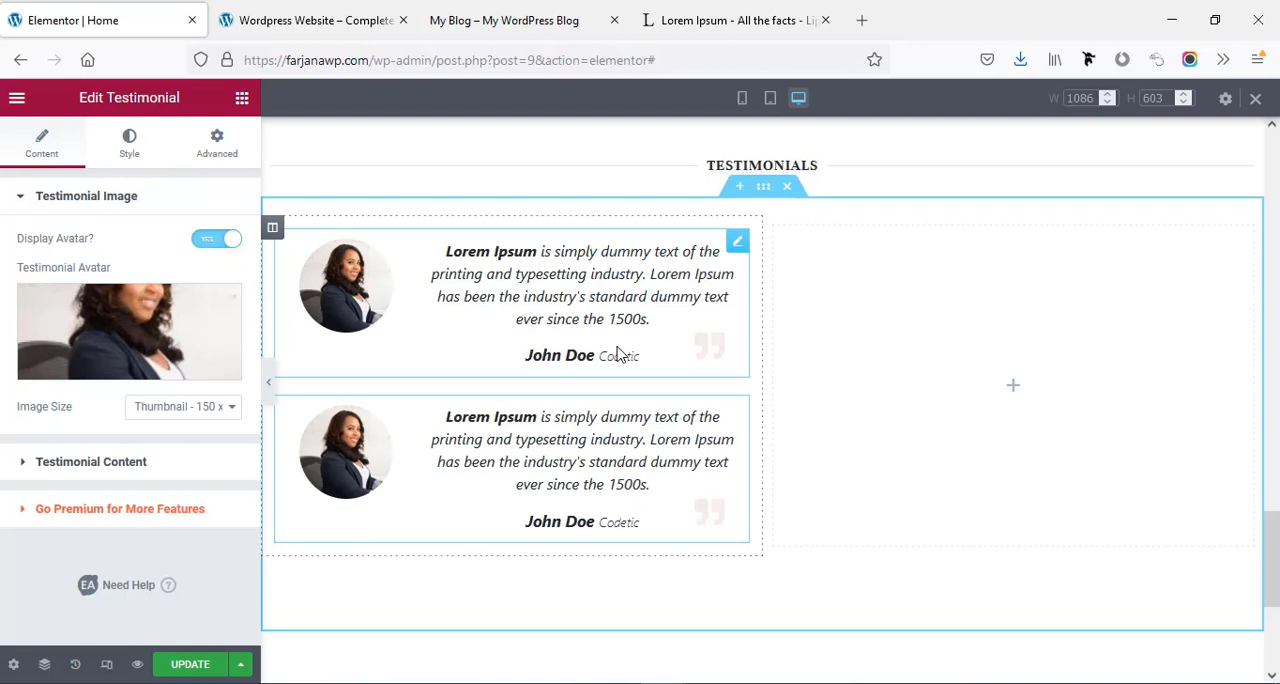 Elementor | Home
Wordpress Website – Complete
My Blog – My WordPress Blog
Lorem Ipsum - All the facts - Lip
https://farjanawp.com/wp-admin/post.php?post=9&action=elementor#
Edit Testimonial
W 1086 H 603
Content Style Advanced
Testimonial Image
Display Avatar? YES
Testimonial Avatar
Image Size Thumbnail - 150 x
Testimonial Content
Go Premium for More Features
EA Need Help ?
UPDATE
TESTIMONIALS
Lorem Ipsum is simply dummy text of the
printing and typesetting industry. Lorem Ipsum
has been the industry's standard dummy text
ever since the 1500s.
John Doe Codetic
Lorem Ipsum is simply dummy text of the
printing and typesetting industry. Lorem Ipsum
has been the industry's standard dummy text
ever since the 1500s.
John Doe Codetic